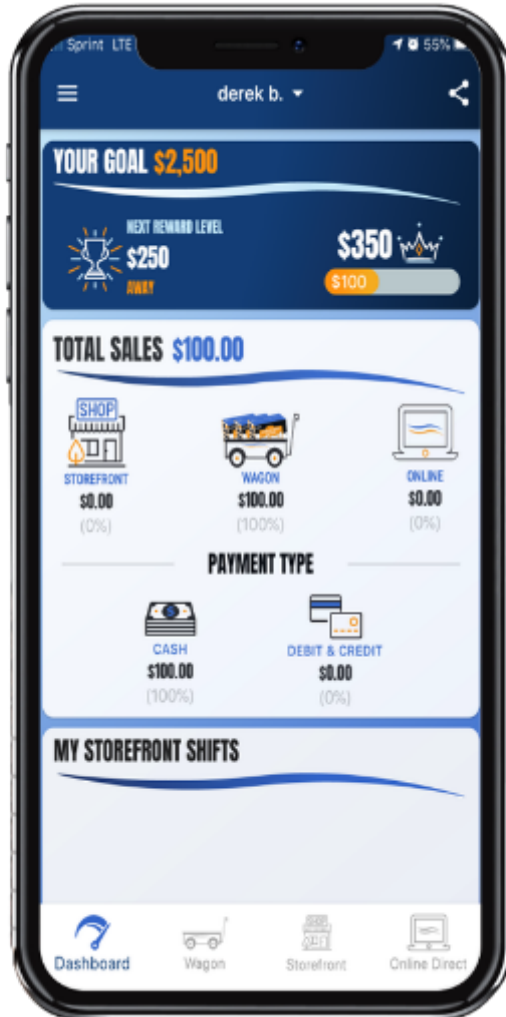 Sprint LTE 55%
derek b.
YOUR GOAL $2,500
NEXT REWARD LEVEL
$250
AWAY
$350
$100
TOTAL SALES $100.00
SHOP
STOREFRONT
$0.00
(0%)
WAGON
$100.00
(100%)
ONLINE
$0.00
(0%)
PAYMENT TYPE
CASH
$100.00
(100%)
DEBIT & CREDIT
$0.00
(0%)
MY STOREFRONT SHIFTS
Dashboard
Wagon
SHOP
Storefront
Online Direct